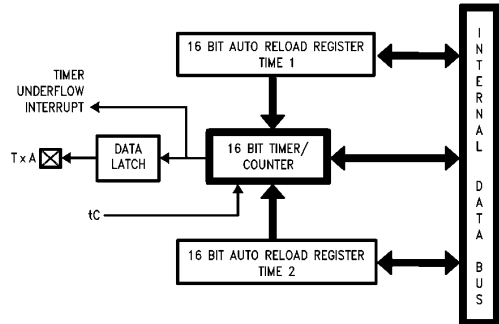 16 BIT AUTO RELOAD REGISTER
TIME 1
TIMER
UNDERFLOW
INTERRUPT
16 BIT TIMER/
COUNTER
DATA
LATCH
TxA
tC
16 BIT AUTO RELOAD REGISTER
TIME 2
INTERNAL DATA BUS